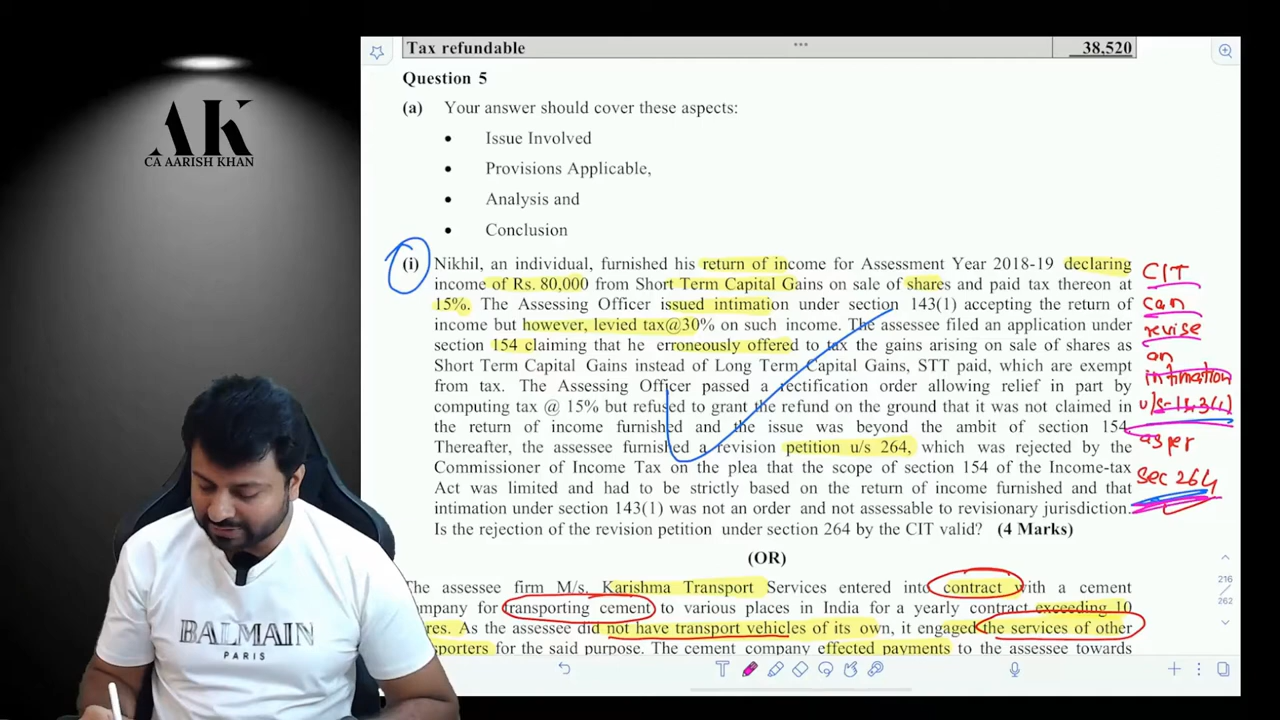 Tax refundable 38,520
Question 5
(a) Your answer should cover these aspects:
• Issue Involved
• Provisions Applicable,
• Analysis and
• Conclusion
AK
CA AARISH KHAN
(i) Nikhil, an individual, furnished his return of income for Assessment Year 2018-19 declaring
income of Rs. 80,000 from Short Term Capital Gains on sale of shares and paid tax thereon at
15%. The Assessing Officer issued intimation under section 143(1) accepting the return of
income but however, levied tax@30% on such income. The assessee filed an application under
section 154 claiming that he erroneously offered to tax the gains arising on sale of shares as
Short Term Capital Gains instead of Long Term Capital Gains, STT paid, which are exempt
from tax. The Assessing Officer passed a rectification order allowing relief in part by
computing tax @ 15% but refused to grant the refund on the ground that it was not claimed in
the return of income furnished and the issue was beyond the ambit of section 154.
Thereafter, the assessee furnished a revision petition u/s 264, which was rejected by the
Commissioner of Income Tax on the plea that the scope of section 154 of the Income-tax
Act was limited and had to be strictly based on the return of income furnished and that
intimation under section 143(1) was not an order and not assessable to revisionary jurisdiction.
Is the rejection of the revision petition under section 264 by the CIT valid? (4 Marks)
CIT
can
revise
an
intimation
u/s-143(1)
as per
Sec 264
(OR)
The assessee firm M/s. Karishma Transport Services entered into contract with a cement
company for transporting cement to various places in India for a yearly contract exceeding 10
res. As the assessee did not have transport vehicles of its own, it engaged the services of other
sporters for the said purpose. The cement company effected payments to the assessee towards
216
262
BALMAIN
PARIS